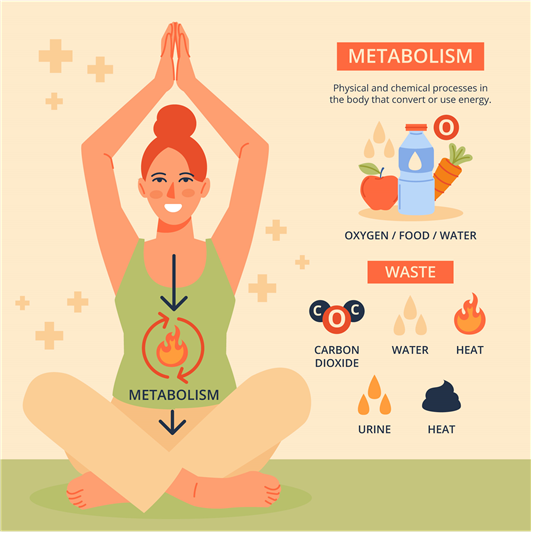 METABOLISM
Physical and chemical processes in
the body that convert or use energy.
O
OXYGEN / FOOD / WATER
WASTE
C O C
CARBON
DIOXIDE
WATER
HEAT
URINE
HEAT
METABOLISM